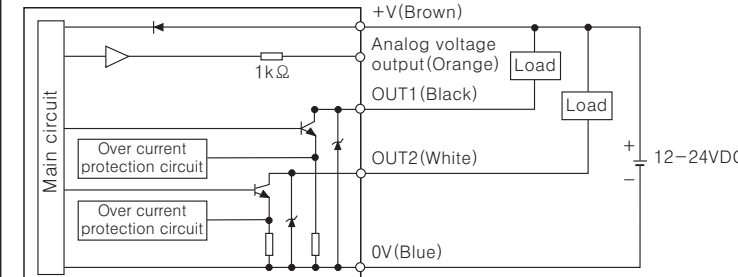 +V(Brown)
Analog voltage
output(Orange)
1kΩ
Load
OUT1(Black)
Load
Main circuit
Over current
protection circuit
OUT2(White)
+
12-24VDC
−
Over current
protection circuit
0V(Blue)